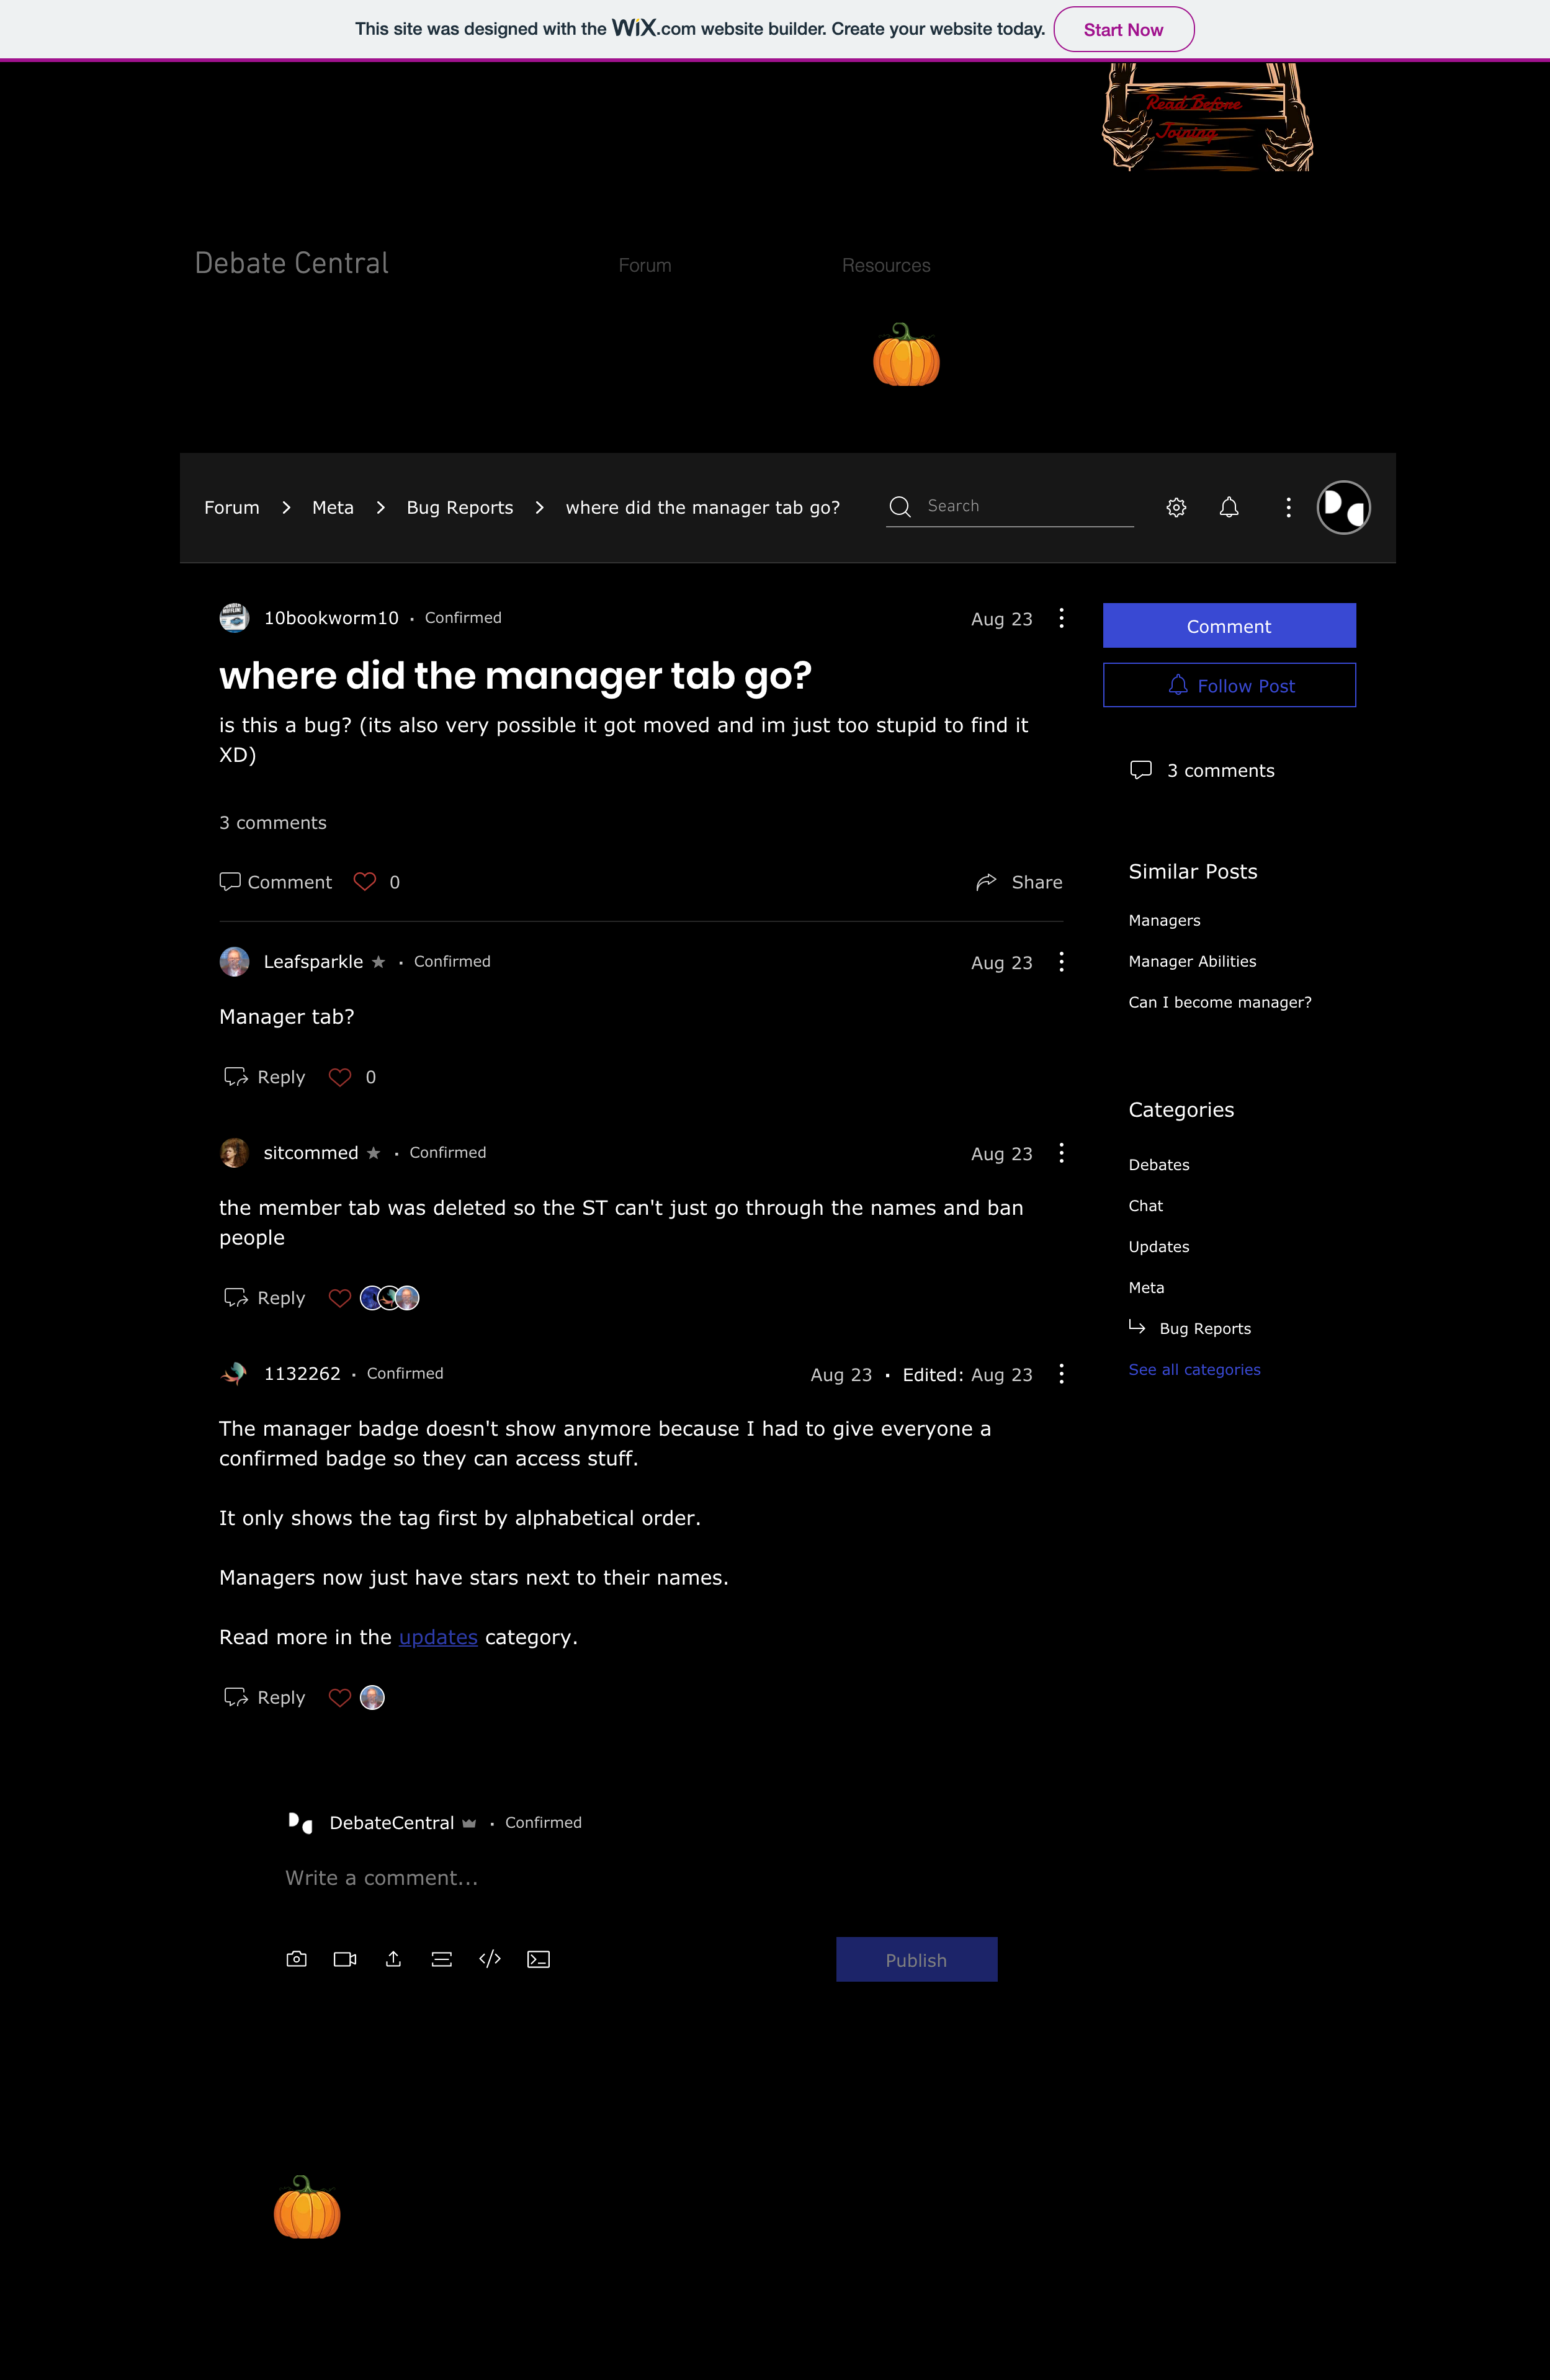 This site was designed with the WiX.com website builder. Create your website today. Start Now
Read Before
Joining
Debate Central Forum Resources
Forum > Meta > Bug Reports > where did the manager tab go? Search
10bookworm10 · Confirmed Aug 23
where did the manager tab go?
is this a bug? (its also very possible it got moved and im just too stupid to find it
XD)
3 comments
Comment 0 Share
Leafsparkle · Confirmed Aug 23
Manager tab?
Reply 0
sitcommed · Confirmed Aug 23
the member tab was deleted so the ST can't just go through the names and ban
people
Reply
1132262 · Confirmed Aug 23 · Edited: Aug 23
The manager badge doesn't show anymore because I had to give everyone a
confirmed badge so they can access stuff.
It only shows the tag first by alphabetical order.
Managers now just have stars next to their names.
Read more in the updates category.
Reply
DebateCentral · Confirmed
Write a comment...
Publish
Comment
Follow Post
3 comments
Similar Posts
Managers
Manager Abilities
Can I become manager?
Categories
Debates
Chat
Updates
Meta
Bug Reports
See all categories